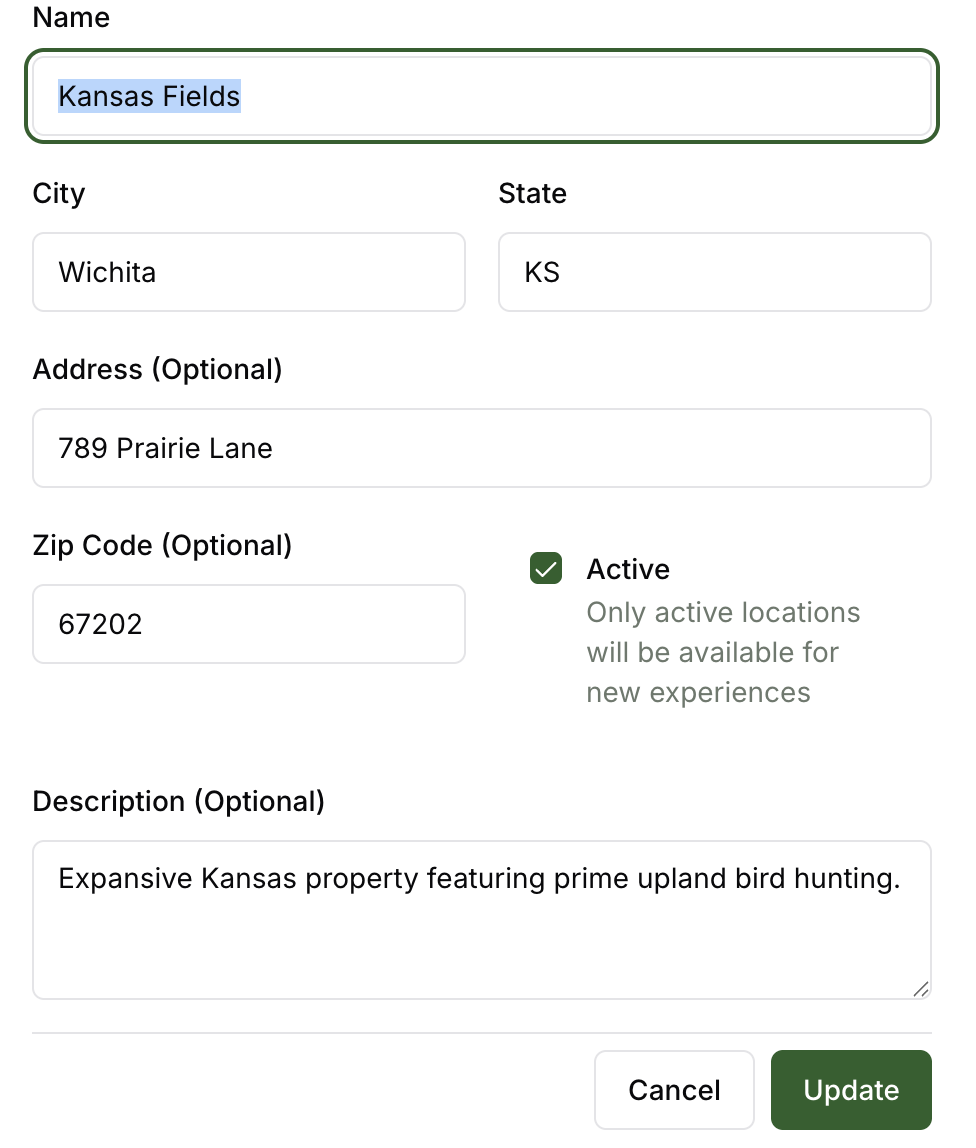 Name
Kansas Fields
City
State
Wichita
KS
Address (Optional)
789 Prairie Lane
Zip Code (Optional)
67202
Active
Only active locations
will be available for
new experiences
Description (Optional)
Expansive Kansas property featuring prime upland bird hunting.
Cancel
Update